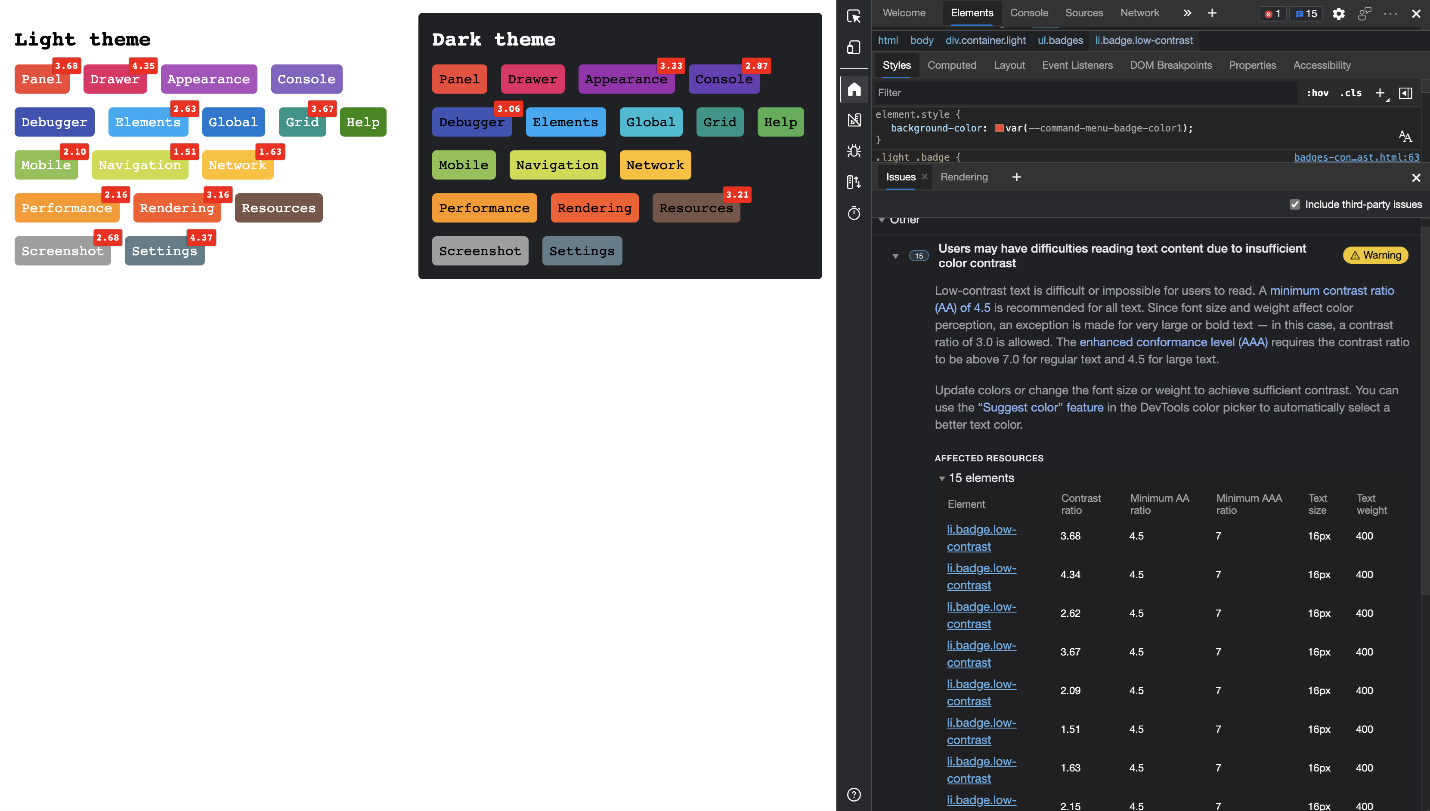 Light theme
3.68 4.35
Panel Drawer Appearance Console
2.63 3.67
Debugger Elements Global Grid Help
2.10 1.51 1.63
Mobile Navigation Network
2.16 3.16
Performance Rendering Resources
2.68 4.37
Screenshot Settings
Dark theme
3.33 2.87
Panel Drawer Appearance Console
3.06
Debugger Elements Global Grid Help
Mobile Navigation Network
3.21
Performance Rendering Resources
Screenshot Settings
Welcome Elements Console Sources Network » + 1 15 ··· ×
html body div.container.light ul.badges li.badge.low-contrast
Styles Computed Layout Event Listeners DOM Breakpoints Properties Accessibility
Filter :hov .cls +
element.style {
background-color: var(--command-menu-badge-color1);
}
.light .badge { badges-con…ast.html:63
Issues × Rendering + ×
Include third-party issues
Other
15 Users may have difficulties reading text content due to insufficient
color contrast
Warning
Low-contrast text is difficult or impossible for users to read. A minimum contrast ratio
(AA) of 4.5 is recommended for all text. Since font size and weight affect color
perception, an exception is made for very large or bold text — in this case, a contrast
ratio of 3.0 is allowed. The enhanced conformance level (AAA) requires the contrast ratio
to be above 7.0 for regular text and 4.5 for large text.
Update colors or change the font size or weight to achieve sufficient contrast. You can
use the “Suggest color” feature in the DevTools color picker to automatically select a
better text color.
AFFECTED RESOURCES
15 elements
Element Contrast ratio Minimum AA ratio Minimum AAA ratio Text size Text weight
li.badge.low-contrast 3.68 4.5 7 16px 400
li.badge.low-contrast 4.34 4.5 7 16px 400
li.badge.low-contrast 2.62 4.5 7 16px 400
li.badge.low-contrast 3.67 4.5 7 16px 400
li.badge.low-contrast 2.09 4.5 7 16px 400
li.badge.low-contrast 1.51 4.5 7 16px 400
li.badge.low-contrast 1.63 4.5 7 16px 400
li.badge.low- 2.15 4.5 7 16px 400